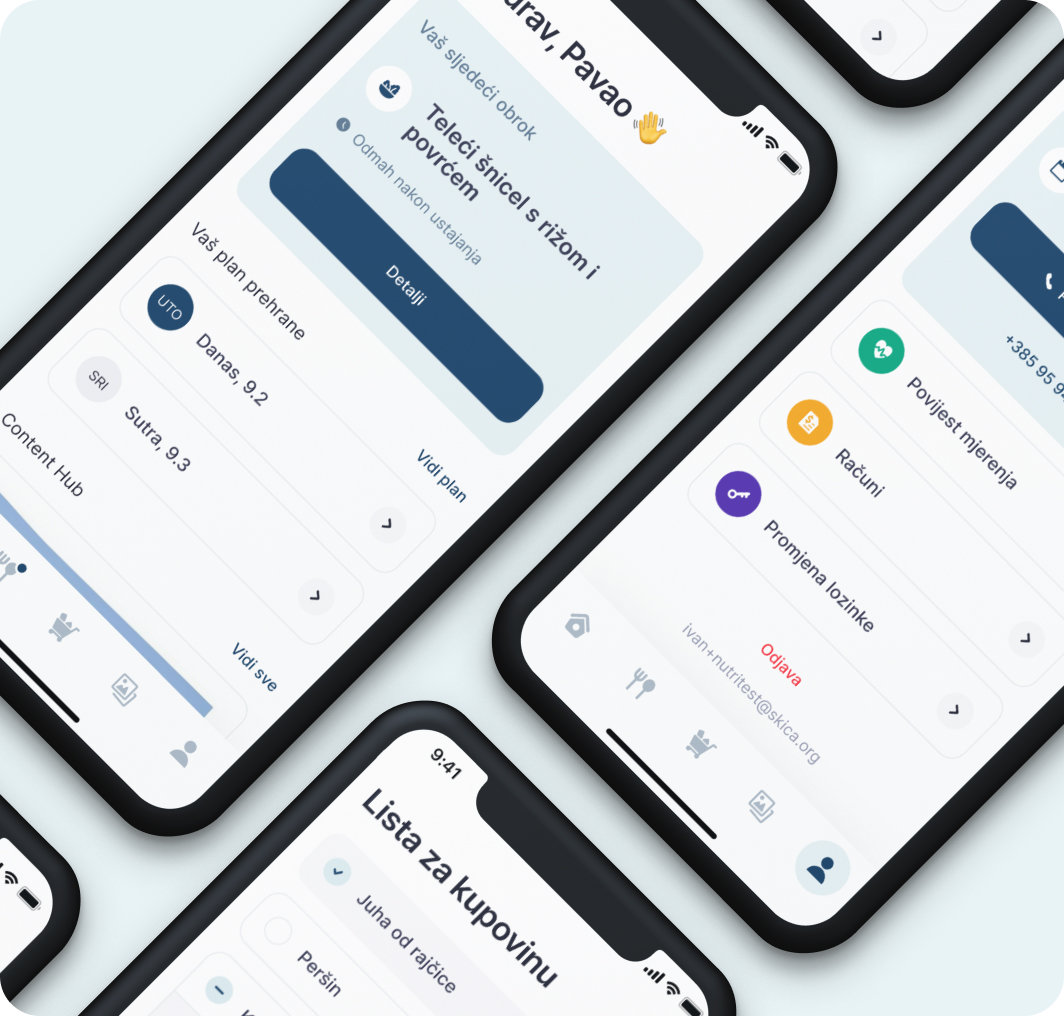 Pavao 👋
Vaš sljedeći obrok
Teleći šnicel s rižom i
povrćem
Odmah nakon ustajanja
Detalji
Vaš plan prehrane
Vidi plan
UTO
Danas, 9.2
SRI
Sutra, 9.3
Content Hub
Vidi sve
+385 95
Povijest mjerenja
Računi
Promjena lozinke
Odjava
ivan+nutritest@skica.org
9:41
Lista za kupovinu
Juha od rajčice
Peršin